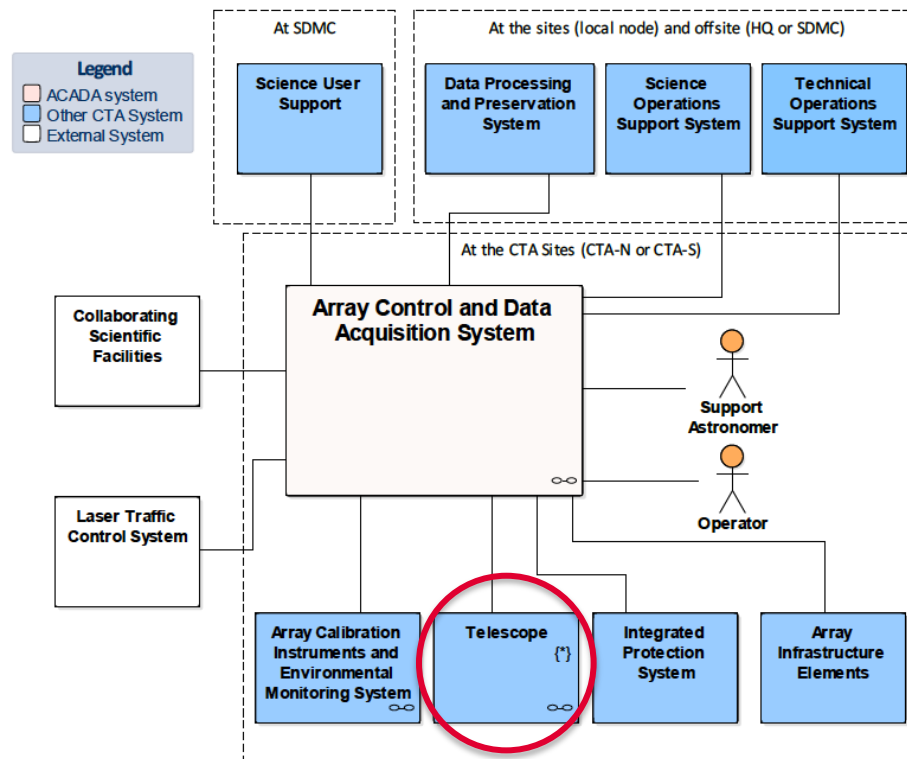 At SDMC
At the sites (local node) and offsite (HQ or SDMC)
Legend
ACADA system
Other CTA System
External System
Science User
Support
Data Processing
and Preservation
System
Science Operations
Support System
Technical
Operations
Support System
At the CTA Sites (CTA-N or CTA-S)
Array Control and Data
Acquisition System
Collaborating
Scientific
Facilities
Support
Astronomer
Laser Traffic
Control System
Operator
Array Calibration
Instruments and
Environmental
Monitoring System
Telescope
{*}
Integrated
Protection
System
Array
Infrastructure
Elements